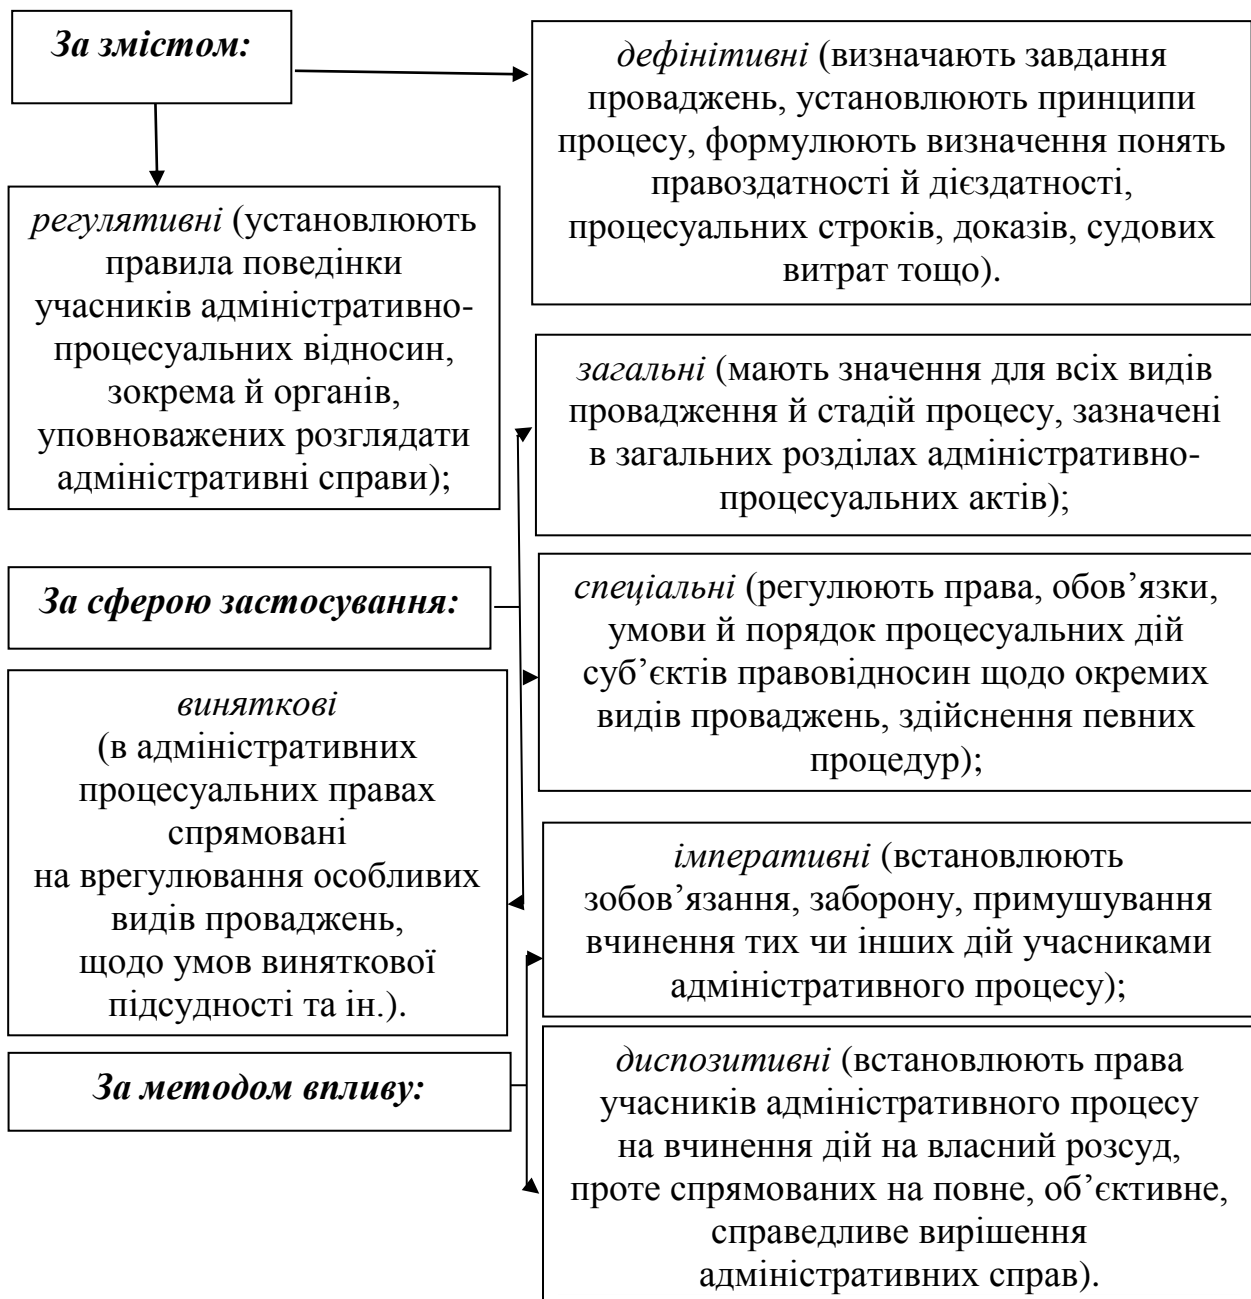 За змістом:
дефінітивні (визначають завдання
проваджень, установлюють принципи
процесу, формулюють визначення понять
правоздатності й дієздатності,
процесуальних строків, доказів, судових
витрат тощо).
регулятивні (установлюють
правила поведінки
учасників адміністративно-
процесуальних відносин,
зокрема й органів,
уповноважених розглядати
адміністративні справи);
загальні (мають значення для всіх видів
провадження й стадій процесу, зазначені
в загальних розділах адміністративно-
процесуальних актів);
За сферою застосування:
спеціальні (регулюють права, обов’язки,
умови й порядок процесуальних дій
суб’єктів правовідносин щодо окремих
видів проваджень, здійснення певних
процедур);
виняткові
(в адміністративних
процесуальних правах
спрямовані
на врегулювання особливих
видів проваджень,
щодо умов виняткової
підсудності та ін.).
імперативні (встановлюють
зобов’язання, заборону, примушування
вчинення тих чи інших дій учасниками
адміністративного процесу);
За методом впливу:
диспозитивні (встановлюють права
учасників адміністративного процесу
на вчинення дій на власний розсуд,
проте спрямованих на повне, об’єктивне,
справедливе вирішення
адміністративних справ).